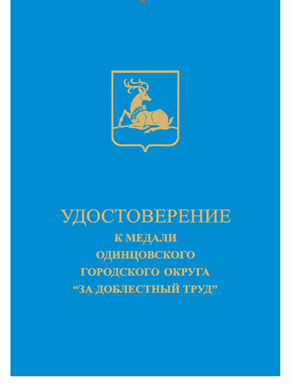 УДОСТОВЕРЕНИЕ
К МЕДАЛИ
ОДИНЦОВСКОГО
ГОРОДСКОГО ОКРУГА
“ЗА ДОБЛЕСТНЫЙ ТРУД”